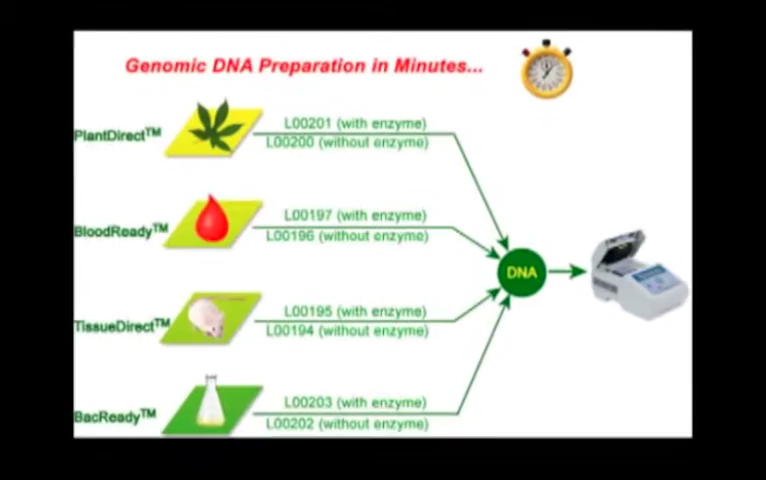 Genomic DNA Preparation in Minutes...
PlantDirect™
L00201 (with enzyme)
L00200 (without enzyme)
BloodReady™
L00197 (with enzyme)
L00196 (without enzyme)
DNA
TissueDirect™
L00195 (with enzyme)
L00194 (without enzyme)
BacReady™
L00203 (with enzyme)
L00202 (without enzyme)